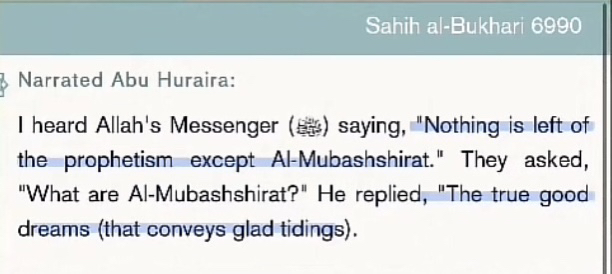 Sahih al-Bukhari 6990
Narrated Abu Huraira:
I heard Allah's Messenger (ﷺ) saying, "Nothing is left of
the prophetism except Al-Mubashshirat." They asked,
"What are Al-Mubashshirat?" He replied, "The true good
dreams (that conveys glad tidings).